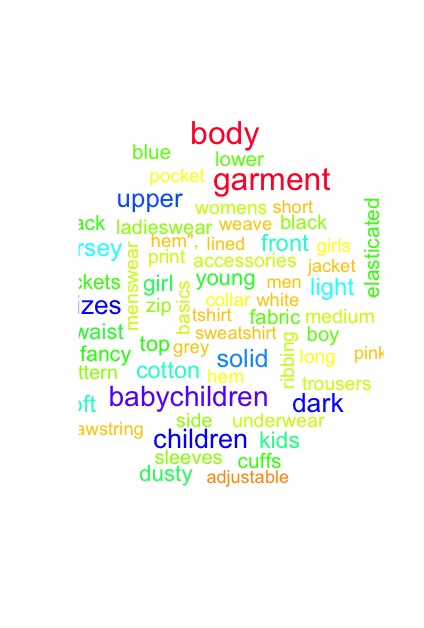 body
blue
lower
pocket garment
upper womens short
ack ladieswear weave black
rsey hem", lined front girls
menswear print accessories jacket elasticated
ckets girl young men light
izes zip basics collar white
tshirt fabric medium
waist sweatshirt boy
fancy top grey solid ribbing long pink
ttern cotton hem trousers
oft babychildren dark
awstring side underwear
children kids
sleeves cuffs
dusty adjustable